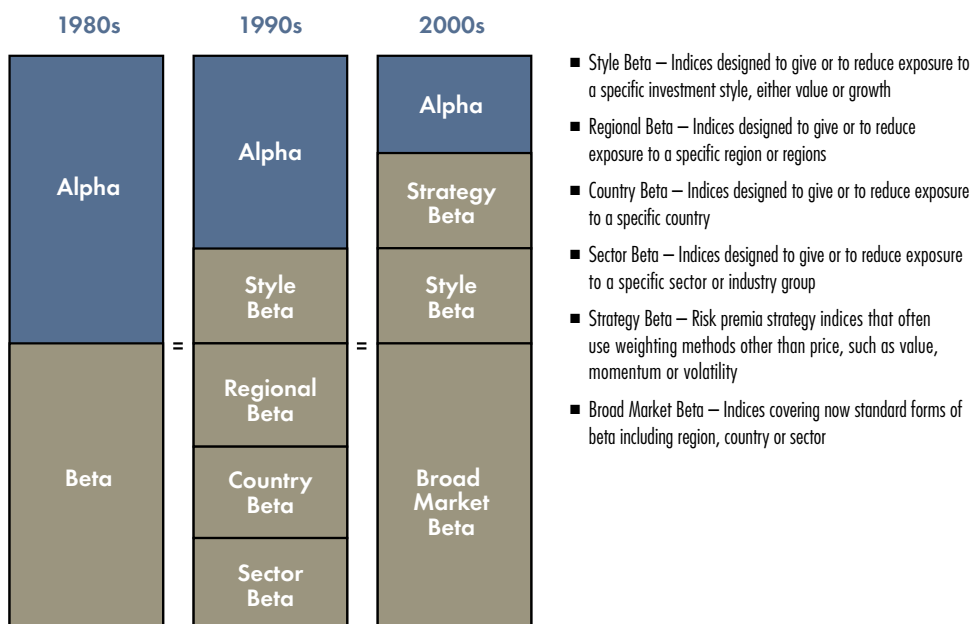 1980s
1990s
2000s
Alpha
Beta
=
Alpha
Style
Beta
Regional
Beta
Country
Beta
Sector
Beta
=
Alpha
Strategy
Beta
Style
Beta
Broad
Market
Beta
■ Style Beta – Indices designed to give or to reduce exposure to
a specific investment style, either value or growth
■ Regional Beta – Indices designed to give or to reduce
exposure to a specific region or regions
■ Country Beta – Indices designed to give or to reduce exposure
to a specific country
■ Sector Beta – Indices designed to give or to reduce exposure
to a specific sector or industry group
■ Strategy Beta – Risk premia strategy indices that often
use weighting methods other than price, such as value,
momentum or volatility
■ Broad Market Beta – Indices covering now standard forms of
beta including region, country or sector